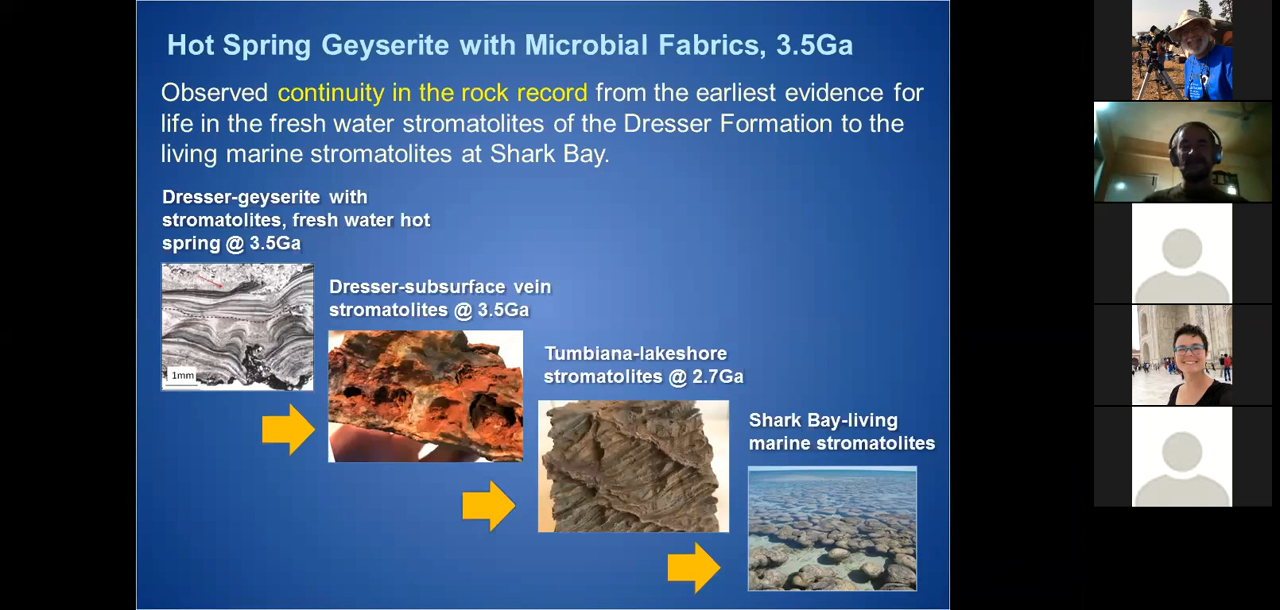 Hot Spring Geyserite with Microbial Fabrics, 3.5Ga
Observed continuity in the rock record from the earliest evidence for
life in the fresh water stromatolites of the Dresser Formation to the
living marine stromatolites at Shark Bay.
Dresser-geyserite with
stromatolites, fresh water hot
spring @ 3.5Ga
1mm
Dresser-subsurface vein
stromatolites @ 3.5Ga
Tumbiana-lakeshore
stromatolites @ 2.7Ga
Shark Bay-living
marine stromatolites